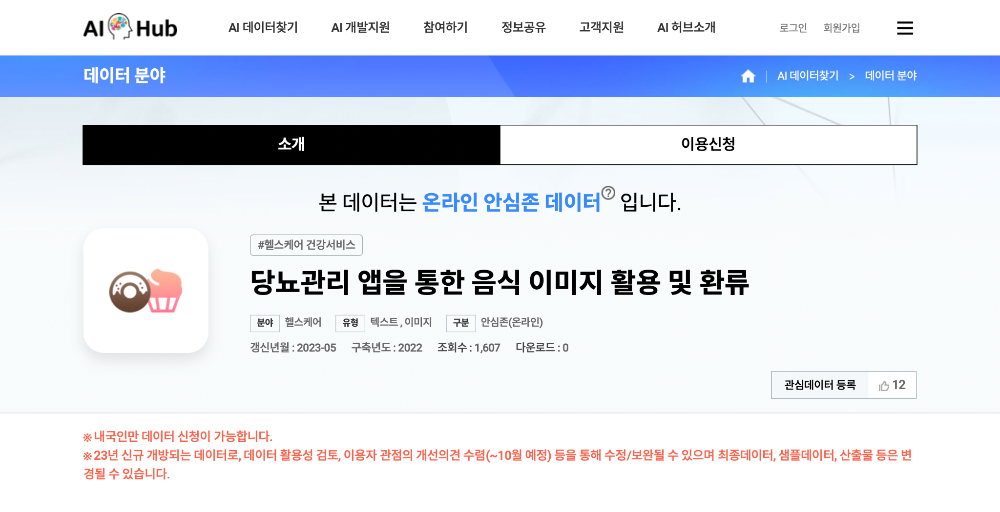 AI Hub
AI 데이터찾기 AI 개발지원 참여하기 정보공유 고객지원 AI 허브소개 로그인 회원가입
데이터 분야
AI 데이터찾기 > 데이터 분야
소개 이용신청
본 데이터는 온라인 안심존 데이터? 입니다.
#헬스케어 건강서비스
당뇨관리 앱을 통한 음식 이미지 활용 및 환류
분야 헬스케어 유형 텍스트 , 이미지 구분 안심존(온라인)
갱신년월 : 2023-05 구축년도 : 2022 조회수 : 1,607 다운로드 : 0
관심데이터 등록 12
※ 내국인만 데이터 신청이 가능합니다.
※ 23년 신규 개방되는 데이터로, 데이터 활용성 검토, 이용자 관점의 개선의견 수렴(~10월 예정) 등을 통해 수정/보완될 수 있으며 최종데이터, 샘플데이터, 산출물 등은 변
경될 수 있습니다.